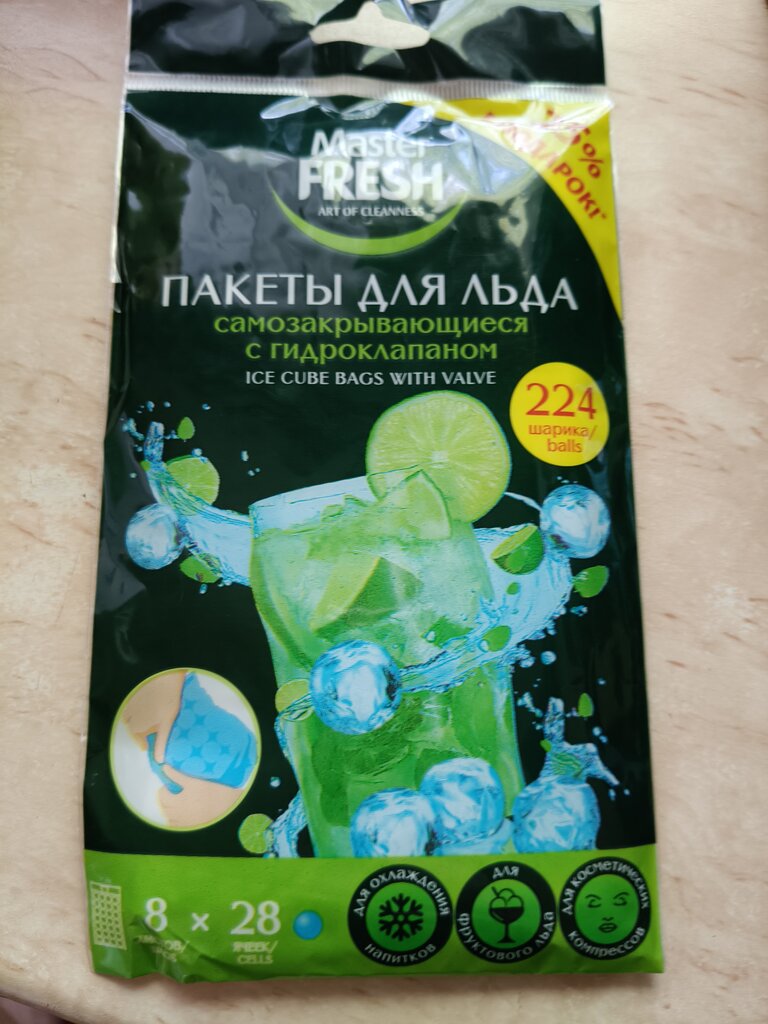 Master
FRESH
ART OF CLEANNESS
ПАКЕТЫ ДЛЯ ЛЬДА
самозакрывающиеся
с гидроклапаном
ICE CUBE BAGS WITH VALVE
224
шарика/
balls
8 x 28
ЯЧЕЕК/
CELLS
для охлаждения
напитков
для
фруктового льда
для косметических
компрессов